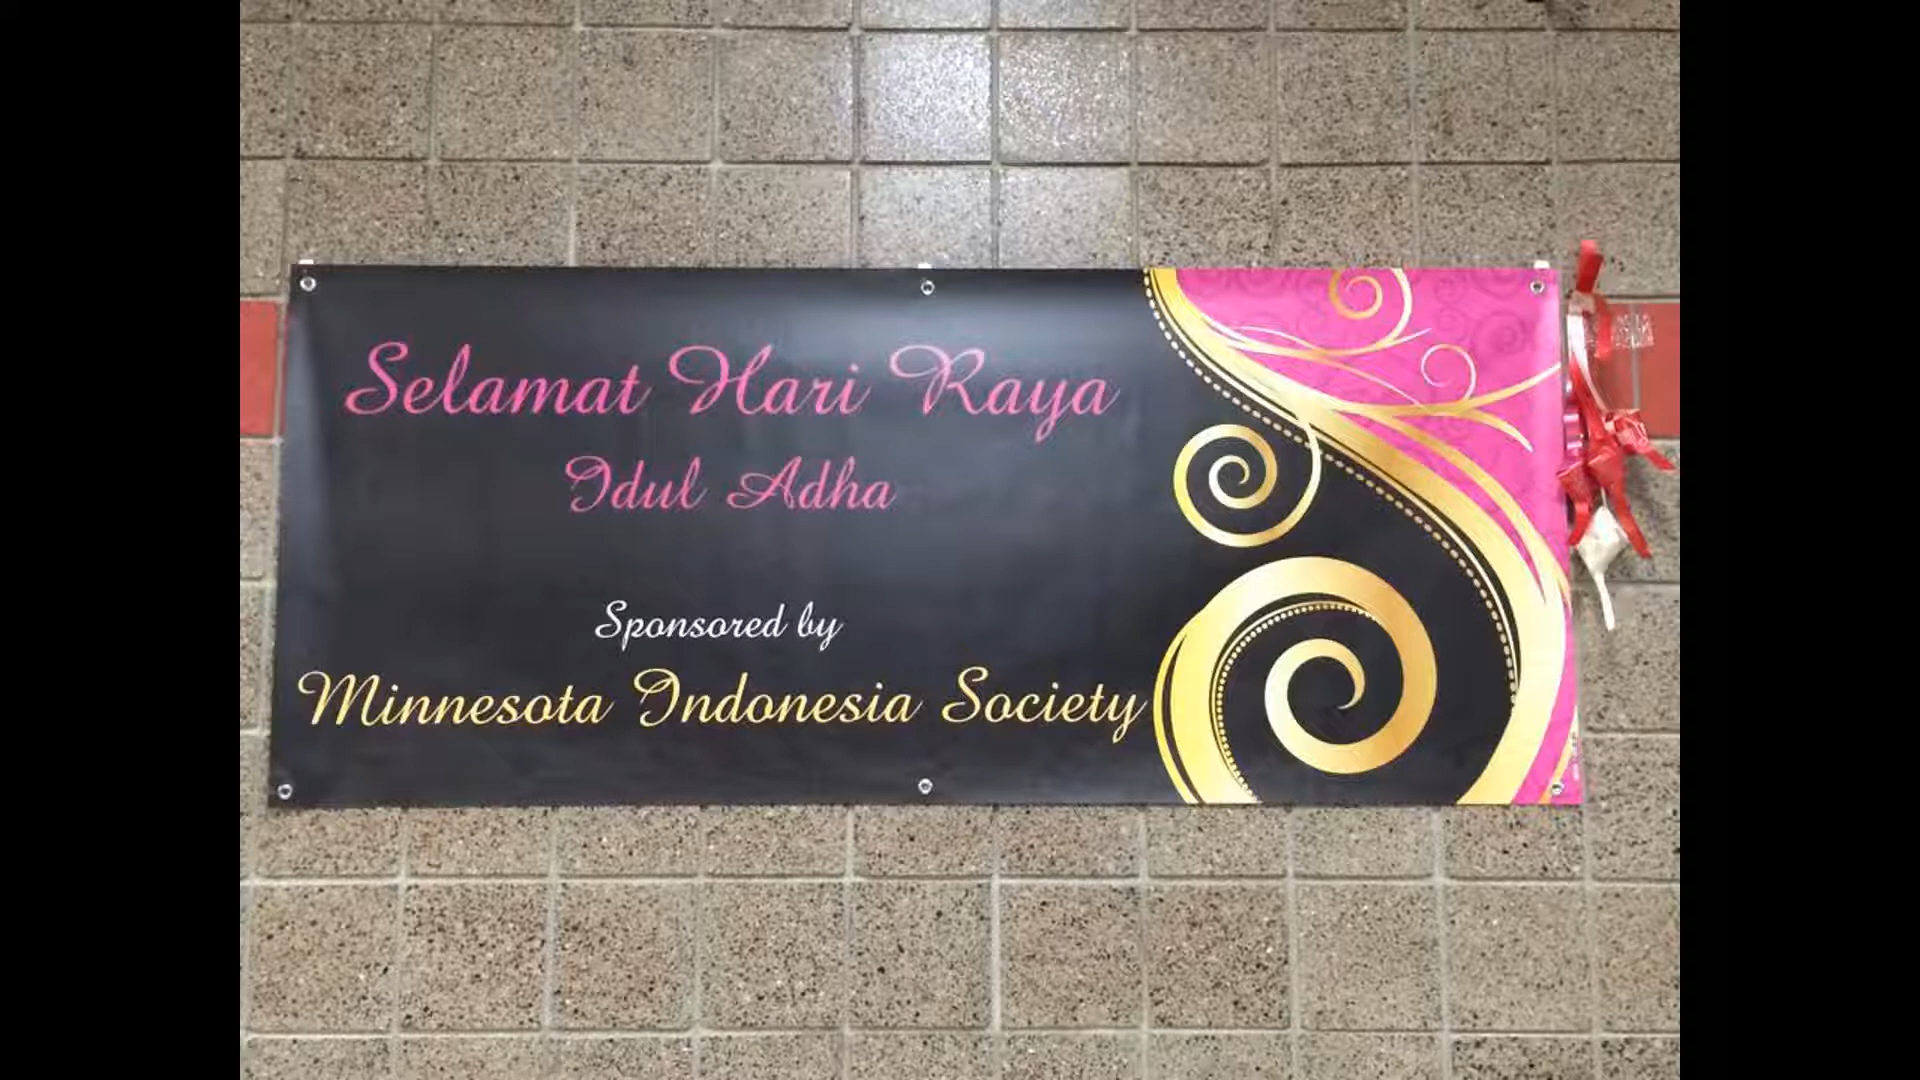 Selamat Hari Raya
Idul Adha
Sponsored by
Minnesota Indonesia Society